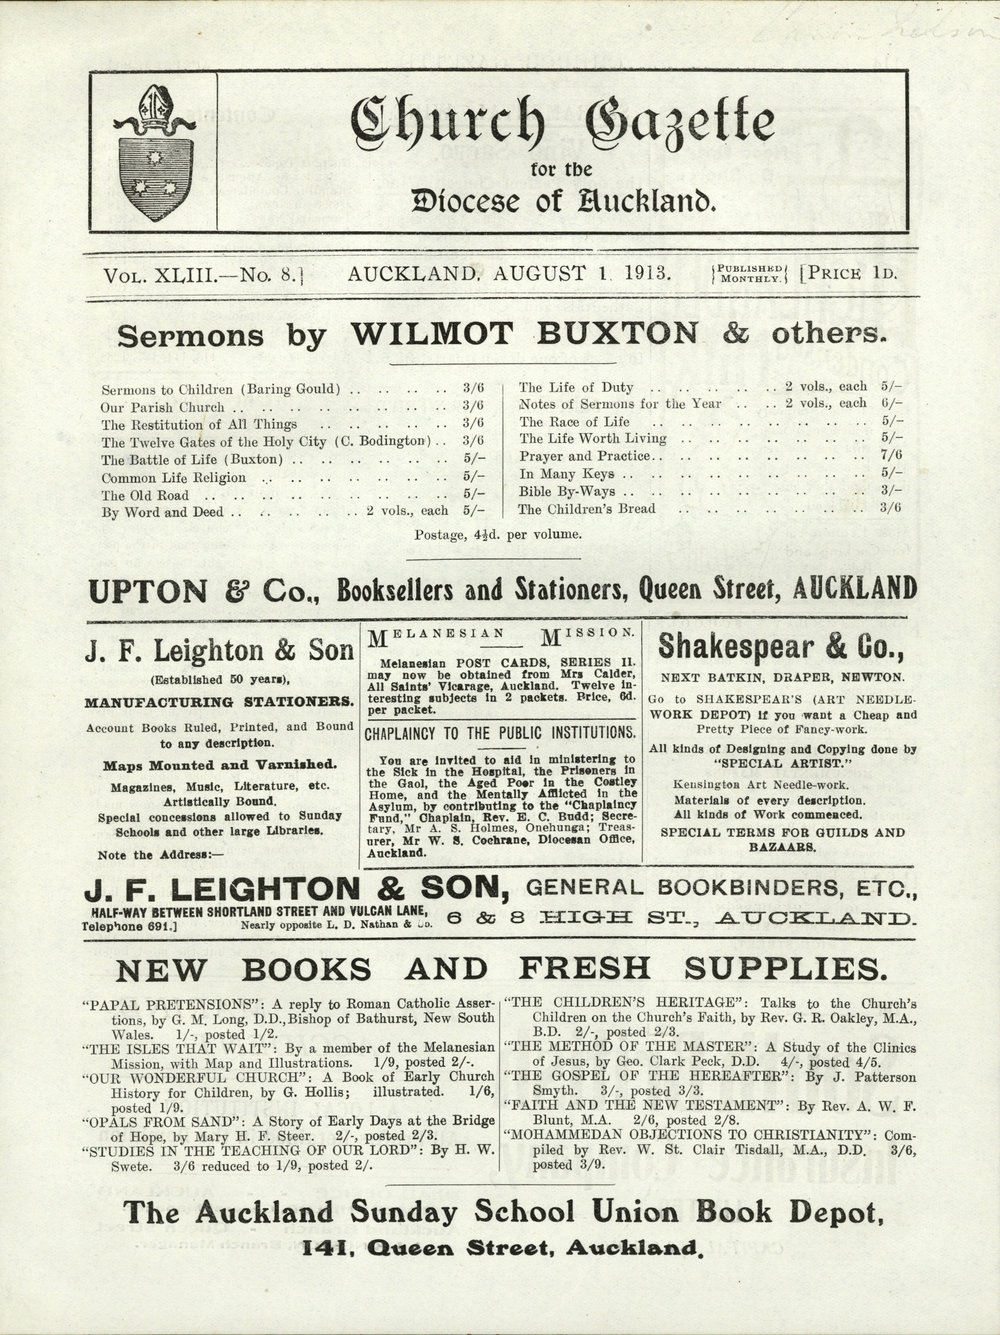 Church Gazette
for the
Diocese of Auckland.
VOL. XLIII.—No. 8.] AUCKLAND, AUGUST 1, 1913. {PUBLISHED MONTHLY.} [PRICE 1D.
Sermons by WILMOT BUXTON & others.
Sermons to Children (Baring Gould) .. .. .. .. 3/6
Our Parish Church .. .. .. .. .. .. .. .. 3/6
The Restitution of All Things .. .. .. .. .. 3/6
The Twelve Gates of the Holy City (C. Bodington) .. 3/6
The Battle of Life (Buxton) .. .. .. .. .. .. 5/–
Common Life Religion .. .. .. .. .. .. .. 5/–
The Old Road .. .. .. .. .. .. .. .. .. 5/–
By Word and Deed .. .. .. .. .. 2 vols., each 5/–
The Life of Duty .. .. .. .. .. 2 vols., each 5/–
Notes of Sermons for the Year .. .. 2 vols., each 6/–
The Race of Life .. .. .. .. .. .. .. .. 5/–
The Life Worth Living .. .. .. .. .. .. .. 5/–
Prayer and Practice .. .. .. .. .. .. .. .. 7/6
In Many Keys .. .. .. .. .. .. .. .. .. 5/–
Bible By-Ways .. .. .. .. .. .. .. .. .. 3/–
The Children's Bread .. .. .. .. .. .. .. 3/6
Postage, 4½d. per volume.
UPTON & Co., Booksellers and Stationers, Queen Street, AUCKLAND
J. F. Leighton & Son
(Established 50 years),
MANUFACTURING STATIONERS.
Account Books Ruled, Printed, and Bound
to any description.
Maps Mounted and Varnished.
Magazines, Music, Literature, etc.
Artistically Bound.
Special concessions allowed to Sunday
Schools and other large Libraries.
Note the Address:—
MELANESIAN MISSION.
Melanesian POST CARDS, SERIES II.
may now be obtained from Mrs Calder,
All Saints' Vicarage, Auckland. Twelve in-
teresting subjects in 2 packets. Price, 6d.
per packet.
CHAPLAINCY TO THE PUBLIC INSTITUTIONS.
You are invited to aid in ministering to
the Sick in the Hospital, the Prisoners in
the Gaol, the Aged Poor in the Costley
Home, and the Mentally Afflicted in the
Asylum, by contributing to the "Chaplaincy
Fund," Chaplain, Rev. E. C. Budd; Secre-
tary, Mr A. S. Holmes, Onehunga; Treas-
urer, Mr W. S. Cochrane, Diocesan Office,
Auckland.
Shakespear & Co.,
NEXT BATKIN, DRAPER, NEWTON.
Go to SHAKESPEAR'S (ART NEEDLE-
WORK DEPOT) if you want a Cheap and
Pretty Piece of Fancy-work.
All kinds of Designing and Copying done by
"SPECIAL ARTIST."
Kensington Art Needle-work.
Materials of every description.
All kinds of Work commenced.
SPECIAL TERMS FOR GUILDS AND
BAZAARS.
J. F. LEIGHTON & SON, GENERAL BOOKBINDERS, ETC.,
HALF-WAY BETWEEN SHORTLAND STREET AND VULCAN LANE, 6 & 8 HIGH ST., AUCKLAND.
Telephone 691.] Nearly opposite L. D. Nathan & Co.
NEW BOOKS AND FRESH SUPPLIES.
"PAPAL PRETENSIONS": A reply to Roman Catholic Asser-
tions, by G. M. Long, D.D., Bishop of Bathurst, New South
Wales. 1/-, posted 1/2.
"THE ISLES THAT WAIT": By a member of the Melanesian
Mission, with Map and Illustrations. 1/9, posted 2/-.
"OUR WONDERFUL CHURCH": A Book of Early Church
History for Children, by G. Hollis; illustrated. 1/6,
posted 1/9.
"OPALS FROM SAND": A Story of Early Days at the Bridge
of Hope, by Mary H. F. Steer. 2/-, posted 2/3.
"STUDIES IN THE TEACHING OF OUR LORD": By H. W.
Swete. 3/6 reduced to 1/9, posted 2/.
"THE CHILDREN'S HERITAGE": Talks to the Church's
Children on the Church's Faith, by Rev. G. R. Oakley, M.A.,
B.D. 2/-, posted 2/3.
"THE METHOD OF THE MASTER": A Study of the Clinics
of Jesus, by Geo. Clark Peck, D.D. 4/-, posted 4/5.
"THE GOSPEL OF THE HEREAFTER": By J. Patterson
Smyth. 3/-, posted 3/3.
"FAITH AND THE NEW TESTAMENT": By Rev. A. W. F.
Blunt, M.A. 2/6, posted 2/8.
"MOHAMMEDAN OBJECTIONS TO CHRISTIANITY": Com-
piled by Rev. W. St. Clair Tisdall, M.A., D.D. 3/6,
posted 3/9.
The Auckland Sunday School Union Book Depot,
141, Queen Street, Auckland.